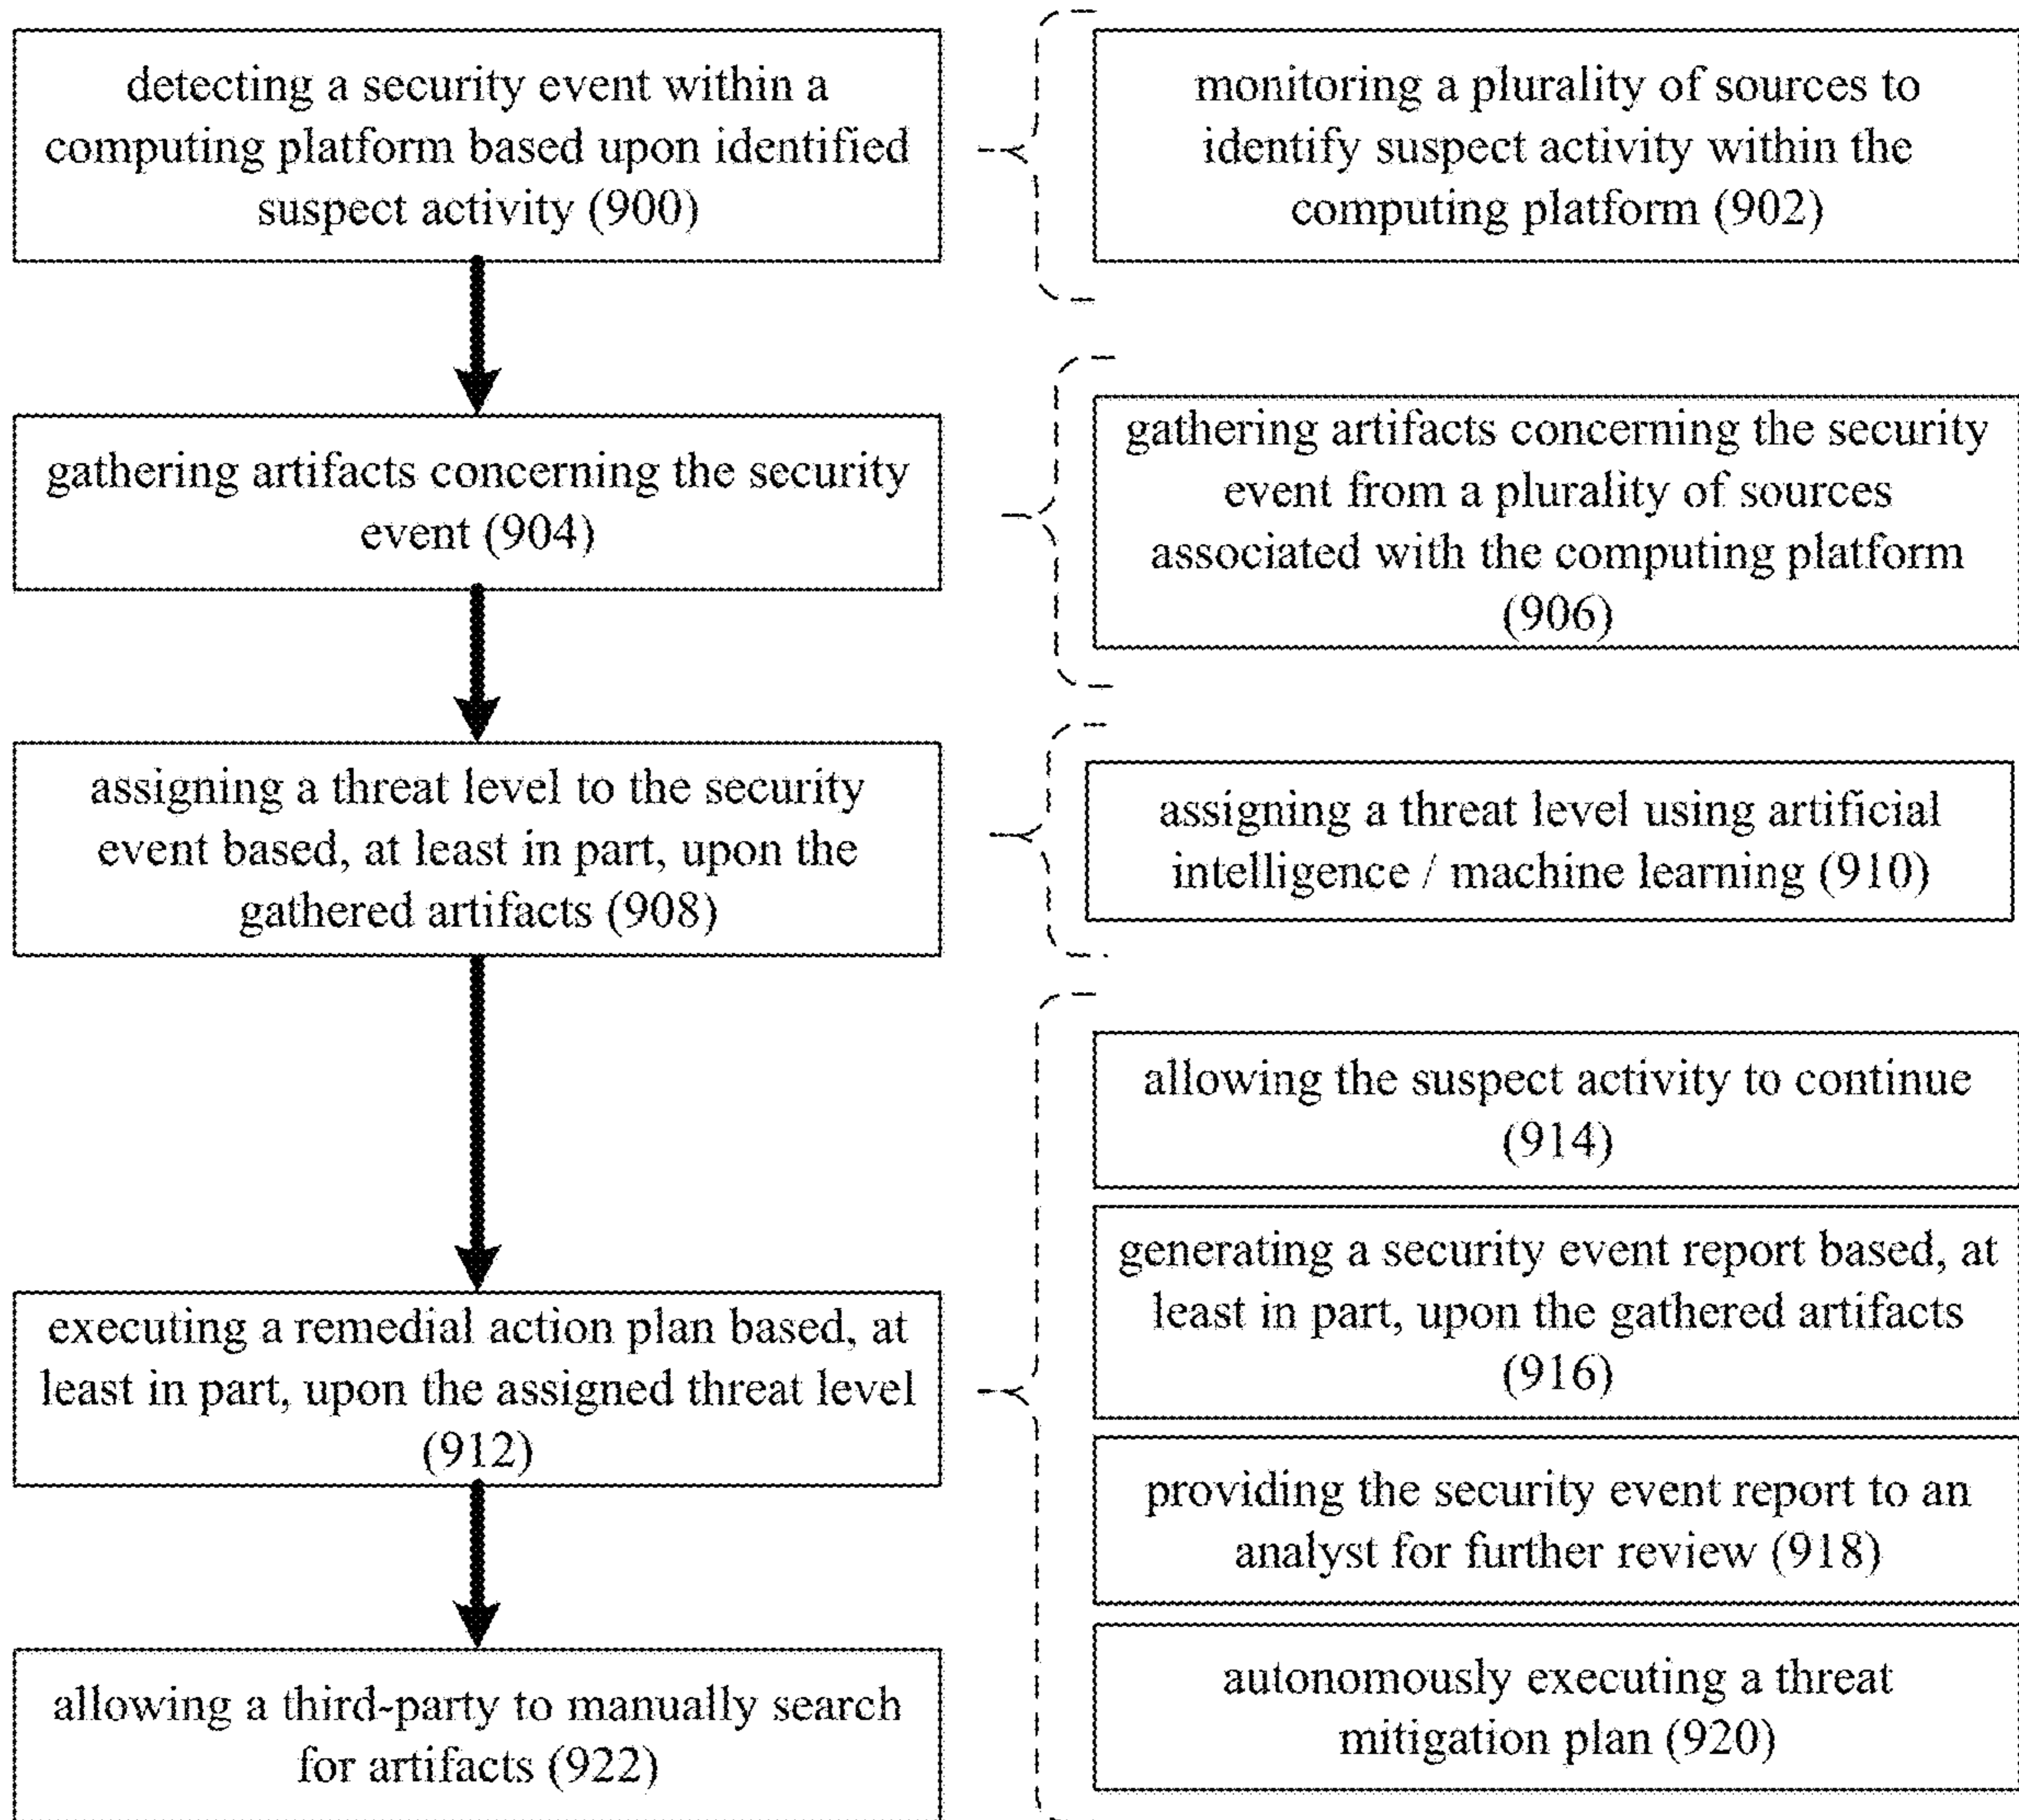 detecting a security event within a
computing platform based upon identified
suspect activity (900)
monitoring a plurality of sources to
identify suspect activity within the
computing platform (902)
gathering artifacts concerning the security
event (904)
gathering artifacts concerning the security
event from a plurality of sources
associated with the computing platform
(906)
assigning a threat level to the security
event based, at least in part, upon the
gathered artifacts (908)
assigning a threat level using artificial
intelligence / machine learning (910)
executing a remedial action plan based, at
least in part, upon the assigned threat level
(912)
allowing the suspect activity to continue
(914)
generating a security event report based, at
least in part, upon the gathered artifacts
(916)
providing the security event report to an
analyst for further review (918)
autonomously executing a threat
mitigation plan (920)
allowing a third-party to manually search
for artifacts (922)